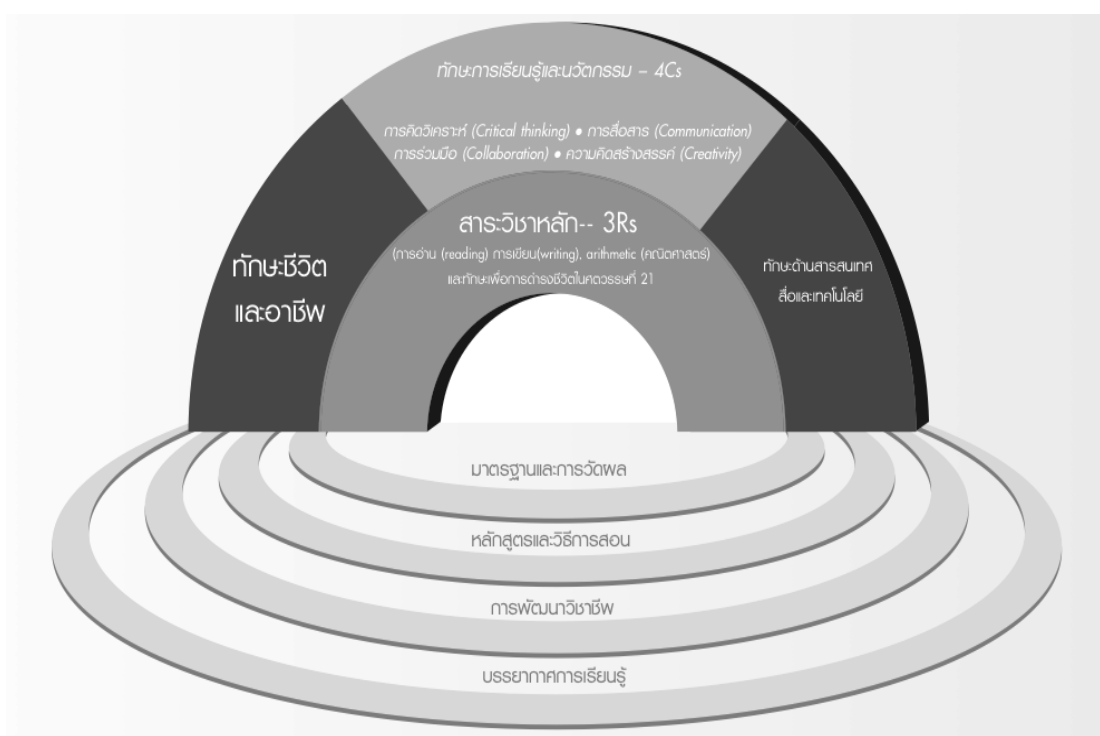 ทักษะการเรียนรู้และนวัตกรรม – 4Cs
การคิดวิเคราะห์ (Critical thinking) ● การสื่อสาร (Communication)
การร่วมมือ (Collaboration) ● ความคิดสร้างสรรค์ (Creativity)
สาระวิชาหลัก-- 3Rs
(การอ่าน (reading) การเขียน(writing), arithmetic (คณิตศาสตร์)
และทักษะเพื่อการดำรงชีวิตในศตวรรษที่ 21
ทักษะชีวิต
และอาชีพ
ทักษะด้านสารสนเทศ
สื่อและเทคโนโลยี
มาตรฐานและการวัดผล
หลักสูตรและวิธีการสอน
การพัฒนาวิชาชีพ
บรรยากาศการเรียนรู้